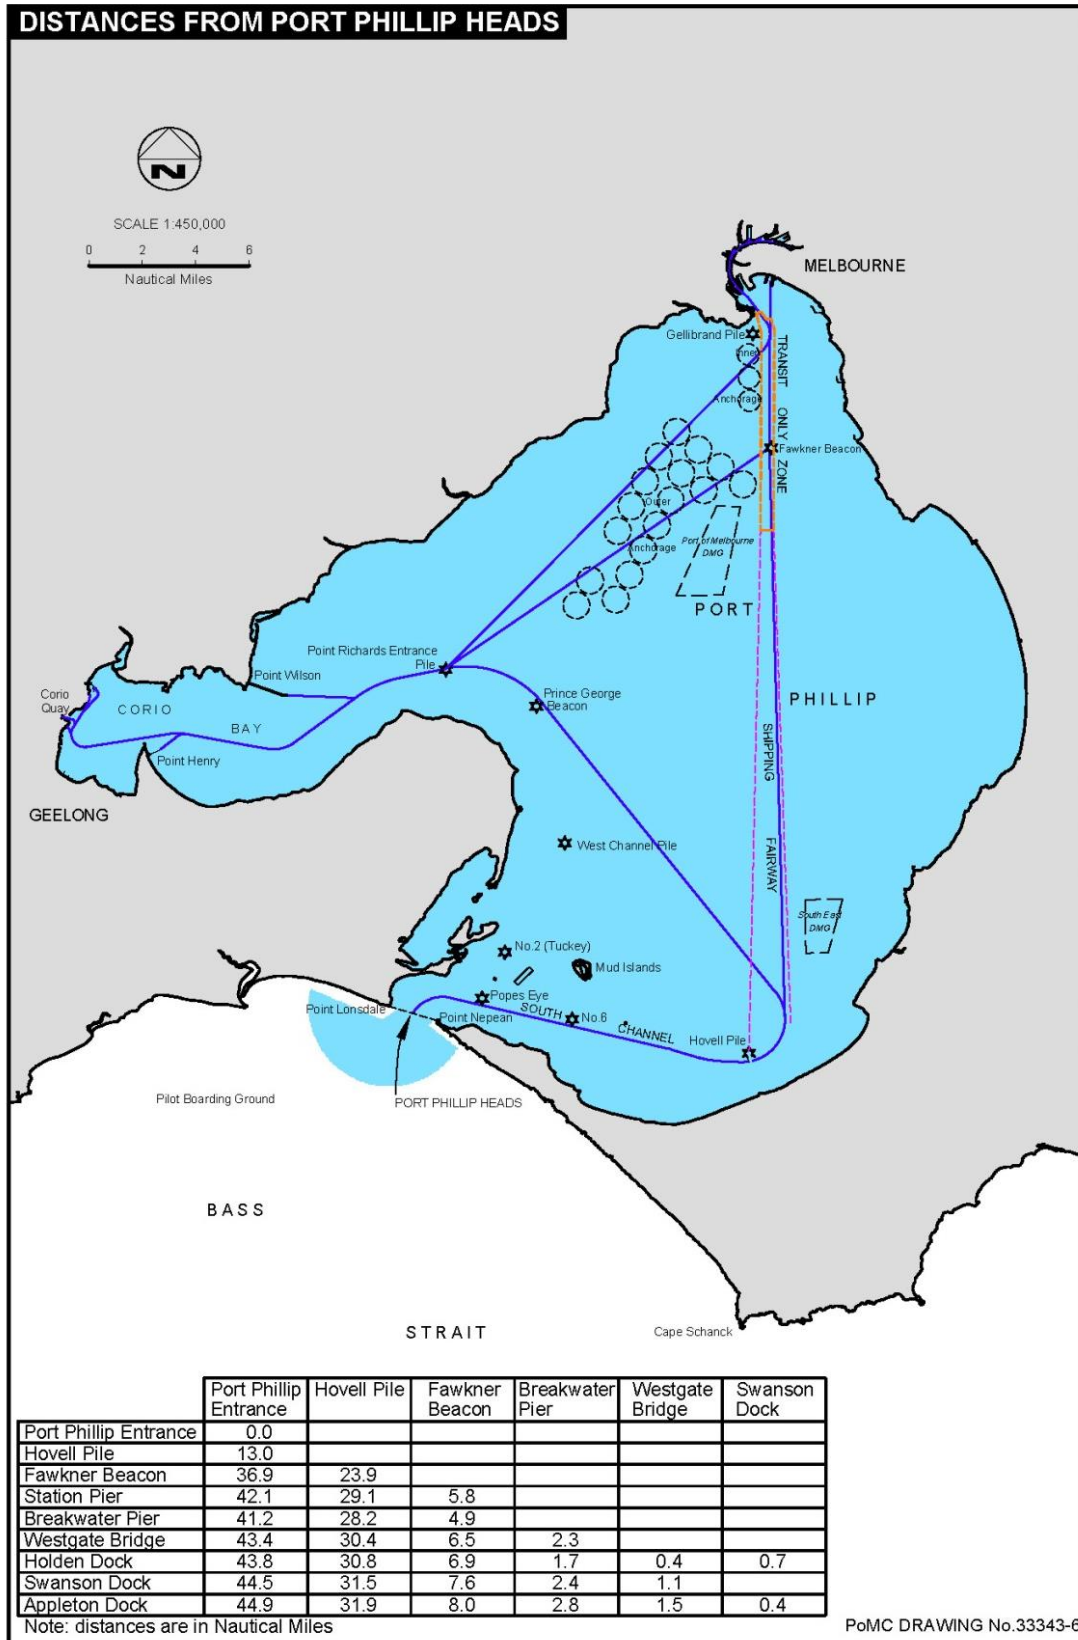 DISTANCES FROM PORT PHILLIP HEADS
N
SCALE 1:450,000
0 2 4 6
Nautical Miles
MELBOURNE
Gellibrand Pile
Inner
Anchorage
TRANSIT ONLY ZONE
Fawkner Beacon
Outer
Anchorage
Port of Melbourne
DMG
PORT
Point Richards Entrance
Pile
Point Wilson
Prince George
Beacon
Corio
Quay
CORIO
BAY
PHILLIP
Point Henry
SHIPPING
GEELONG
West Channel Pile
FAIRWAY
South East
DMG
No.2 (Tuckey)
Mud Islands
Popes Eye
Point Lonsdale
Point Nepean
SOUTH
No.6
CHANNEL
Hovell Pile
Pilot Boarding Ground
PORT PHILLIP HEADS
BASS
STRAIT
Cape Schanck
Port Phillip Hovell Pile Fawkner Breakwater Westgate Swanson
Entrance Beacon Pier Bridge Dock
Port Phillip Entrance 0.0
Hovell Pile 13.0
Fawkner Beacon 36.9 23.9
Station Pier 42.1 29.1 5.8
Breakwater Pier 41.2 28.2 4.9
Westgate Bridge 43.4 30.4 6.5 2.3
Holden Dock 43.8 30.8 6.9 1.7 0.4 0.7
Swanson Dock 44.5 31.5 7.6 2.4 1.1
Appleton Dock 44.9 31.9 8.0 2.8 1.5 0.4
Note: distances are in Nautical Miles
PoMC DRAWING No.33343-6